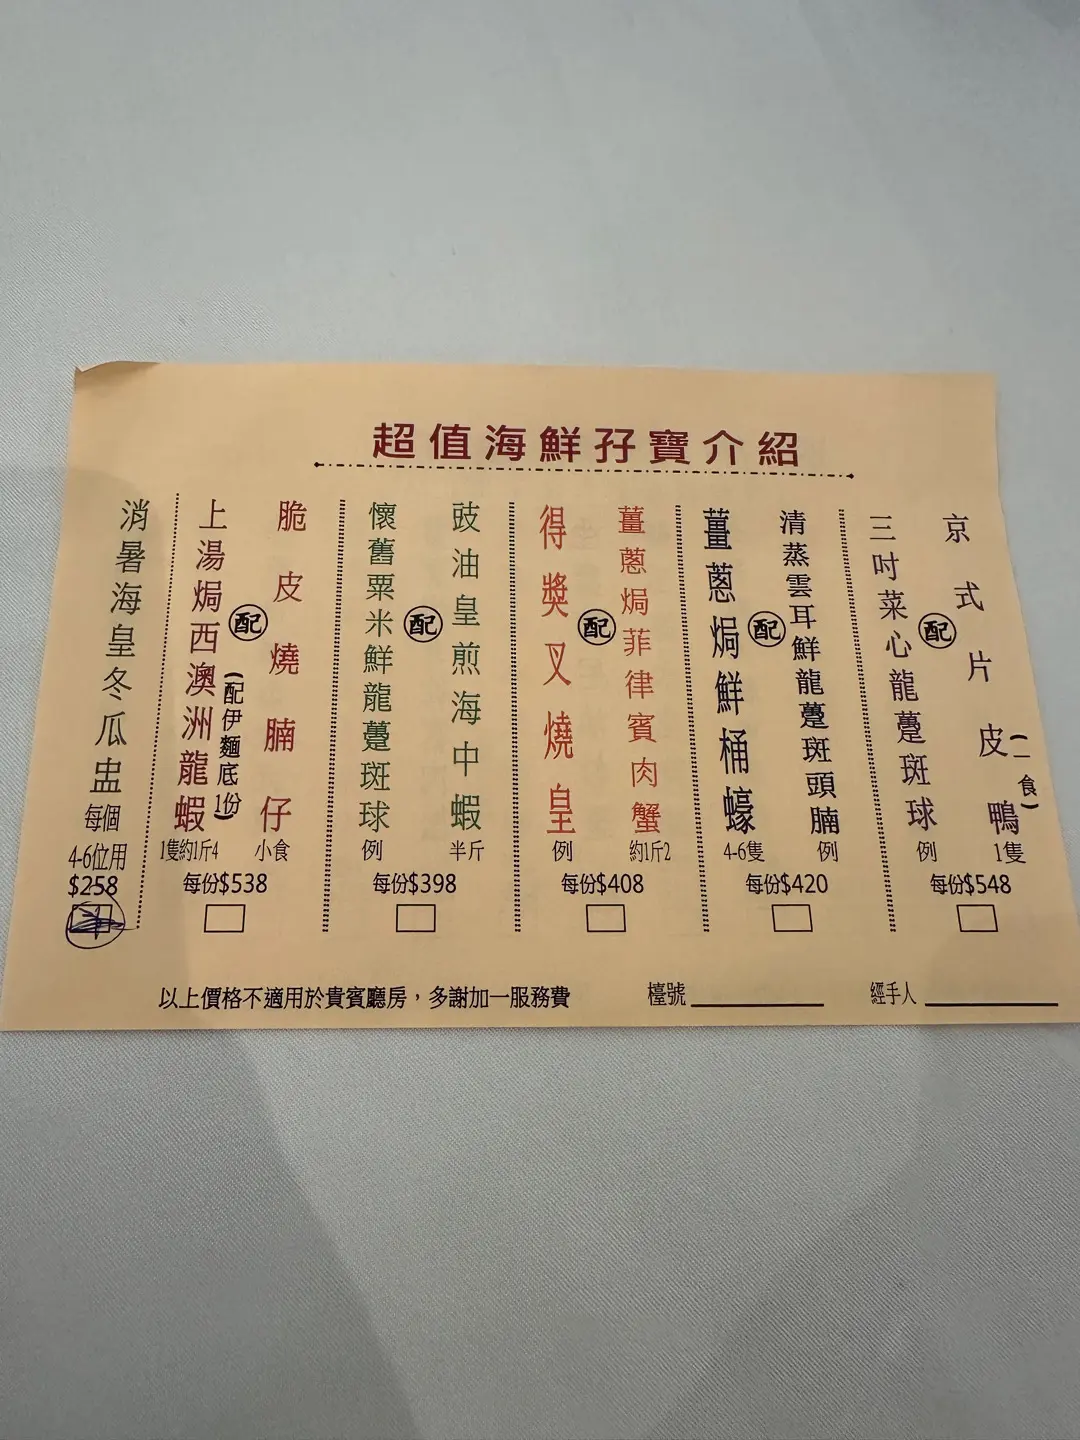 超值海鮮孖寶介紹
京式片皮鴨
(一食)
1隻
配
三吋菜心龍躉斑球
例
每份$548
清蒸雲耳鮮龍躉斑頭腩
例
配
薑蔥焗鮮桶蠔
4-6隻
每份$420
薑蔥焗菲律賓肉蟹
約1斤2
配
得獎叉燒皇
例
每份$408
豉油皇煎海中蝦
半斤
配
懷舊粟米鮮龍躉斑球
例
每份$398
脆皮燒腩仔
小食
配
(配伊麵底1份)
上湯焗西澳洲龍蝦
1隻約1斤4
每份$538
消暑海皇冬瓜盅
每個
4-6位用
$258
以上價格不適用於貴賓廳房，多謝加一服務費
檯號
經手人